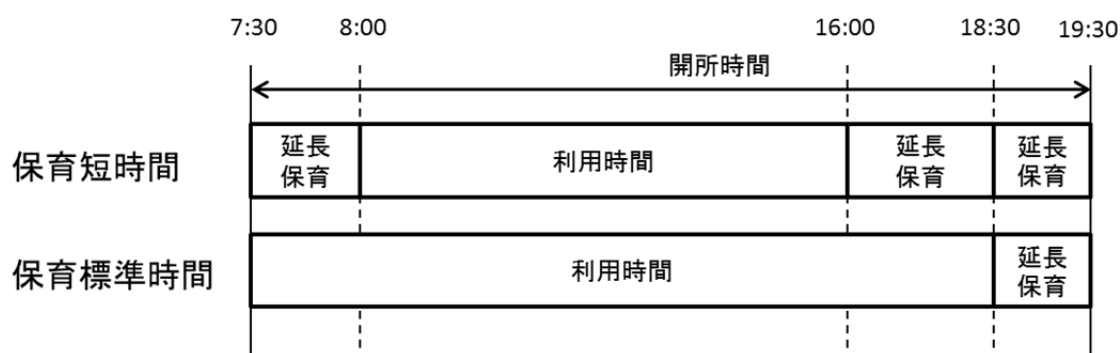 7:30 8:00 16:00 18:30 19:30
開所時間
保育短時間
延長
保育
利用時間
延長
保育
延長
保育
保育標準時間
利用時間
延長
保育